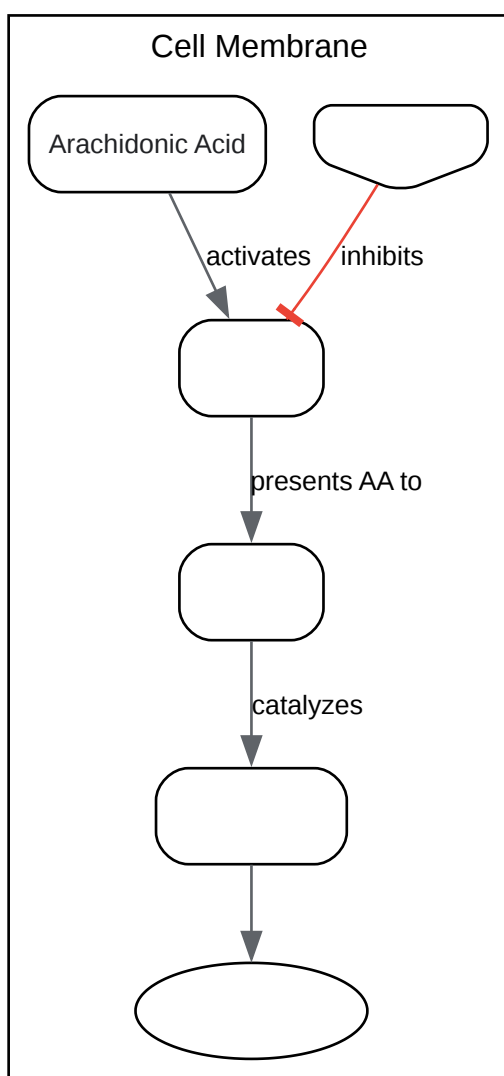 Cell Membrane
Arachidonic Acid
activates
inhibits
presents AA to
catalyzes